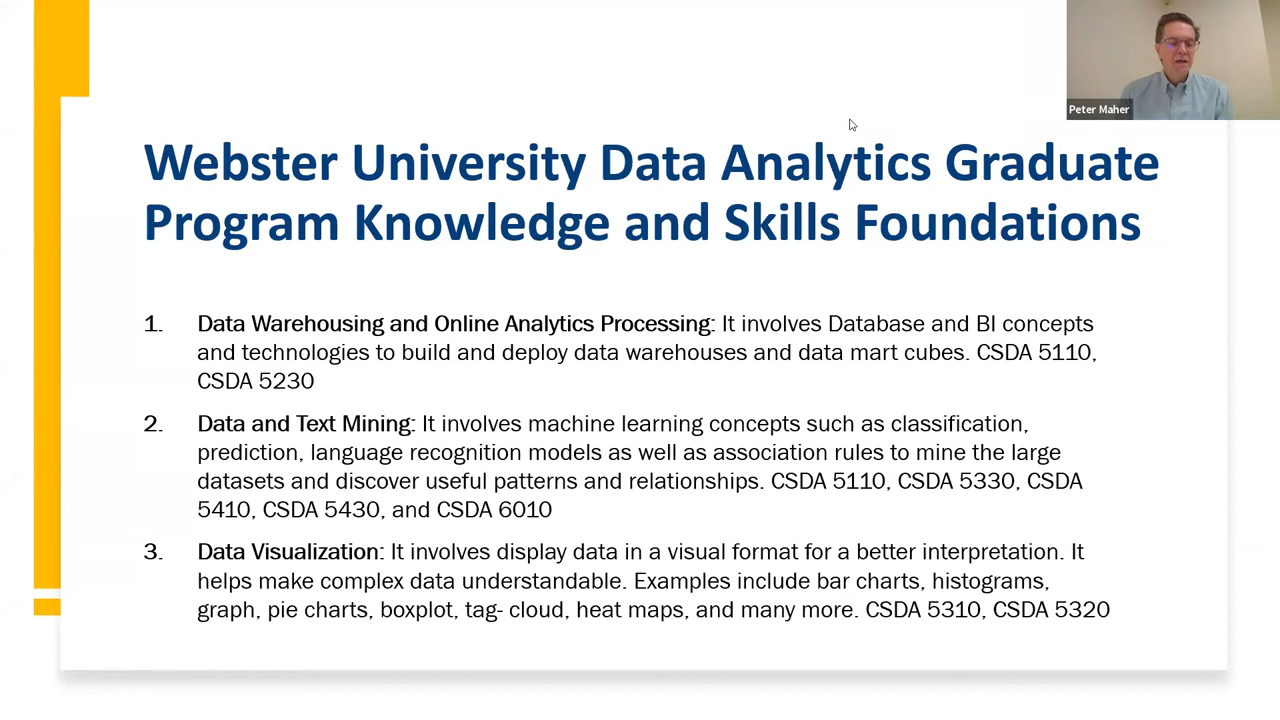 Peter Maher
Webster University Data Analytics Graduate
Program Knowledge and Skills Foundations
1. Data Warehousing and Online Analytics Processing: It involves Database and BI concepts
and technologies to build and deploy data warehouses and data mart cubes. CSDA 5110,
CSDA 5230
2. Data and Text Mining: It involves machine learning concepts such as classification,
prediction, language recognition models as well as association rules to mine the large
datasets and discover useful patterns and relationships. CSDA 5110, CSDA 5330, CSDA
5410, CSDA 5430, and CSDA 6010
3. Data Visualization: It involves display data in a visual format for a better interpretation. It
helps make complex data understandable. Examples include bar charts, histograms,
graph, pie charts, boxplot, tag- cloud, heat maps, and many more. CSDA 5310, CSDA 5320